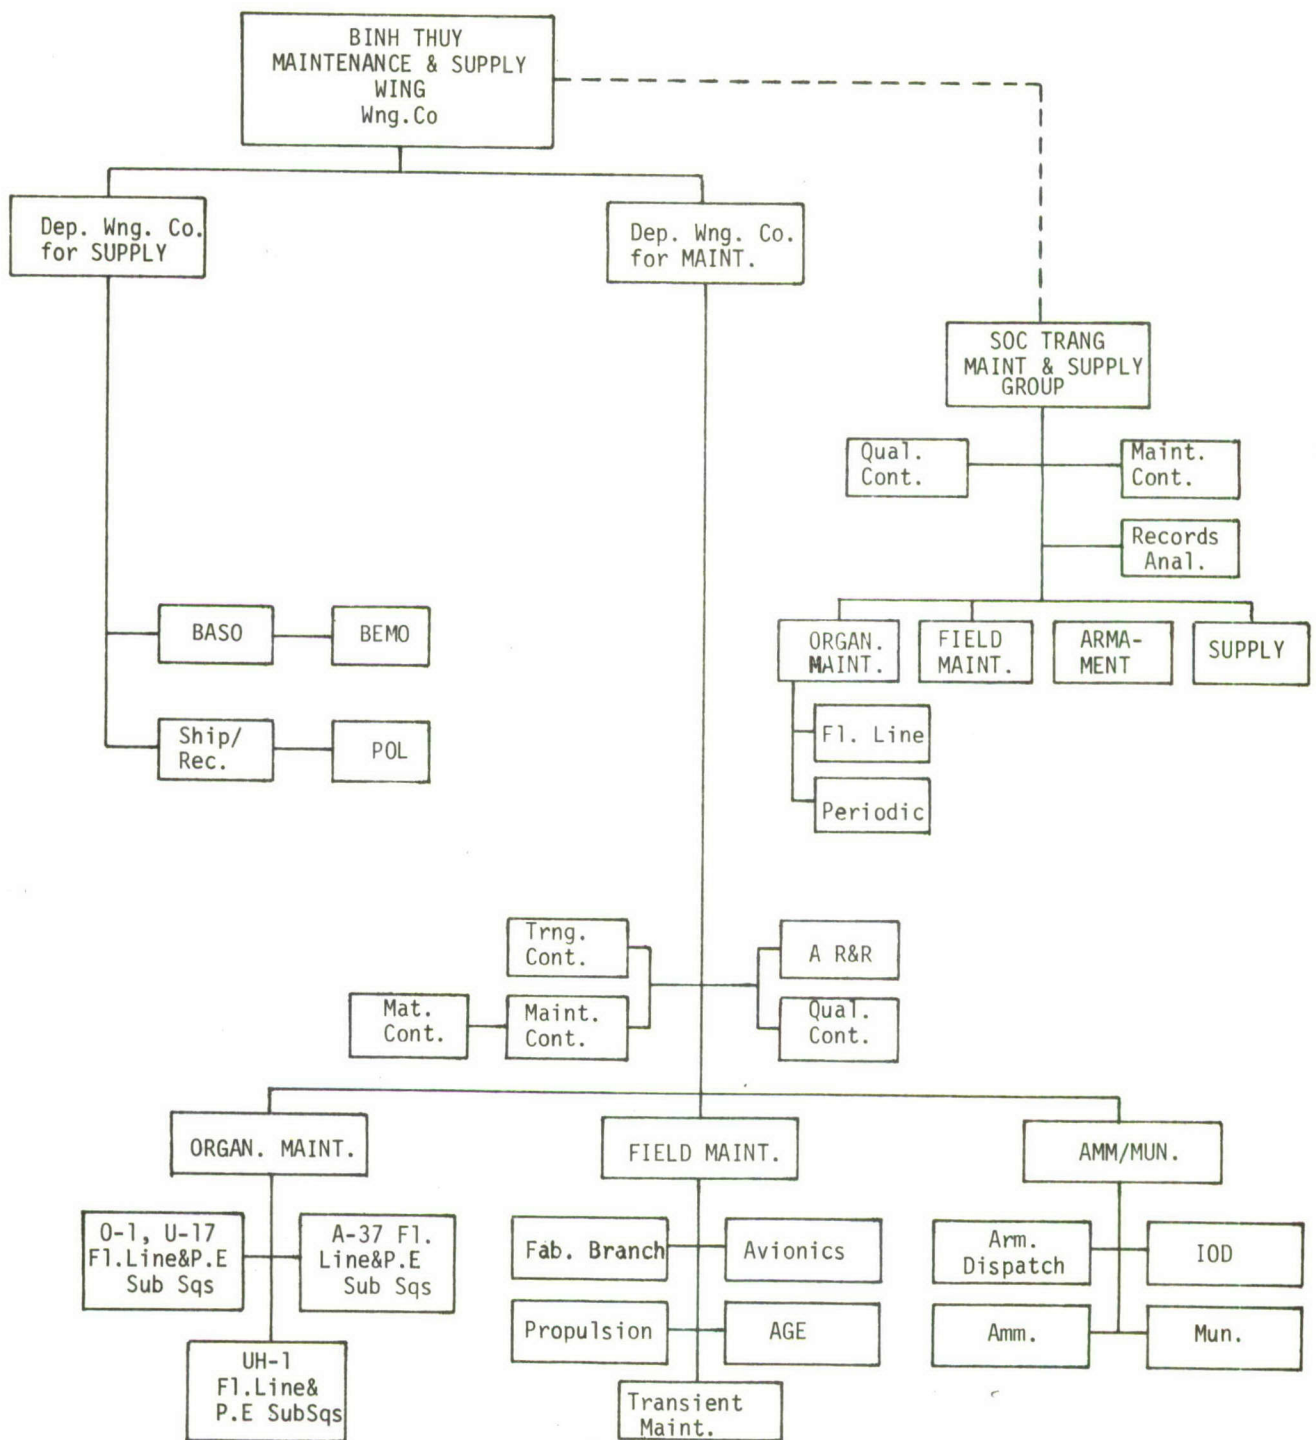 BINH THUY
MAINTENANCE & SUPPLY
WING
Wng.Co
Dep. Wng. Co.
for SUPPLY
Dep. Wng. Co.
for MAINT.
SOC TRANG
MAINT & SUPPLY
GROUP
Qual.
Cont.
Maint.
Cont.
Records
Anal.
ORGAN.
MAINT.
FIELD
MAINT.
ARMA-
MENT
SUPPLY
Fl. Line
Periodic
BASO
BEMO
Ship/
Rec.
POL
Trng.
Cont.
A R&R
Mat.
Cont.
Maint.
Cont.
Qual.
Cont.
ORGAN. MAINT.
FIELD MAINT.
AMM/MUN.
O-1, U-17
Fl.Line&P.E
Sub Sqs
A-37 Fl.
Line&P.E
Sub Sqs
UH-1
Fl.Line&
P.E SubSqs
Fab. Branch
Avionics
Propulsion
AGE
Transient
Maint.
Arm.
Dispatch
IOD
Amm.
Mun.